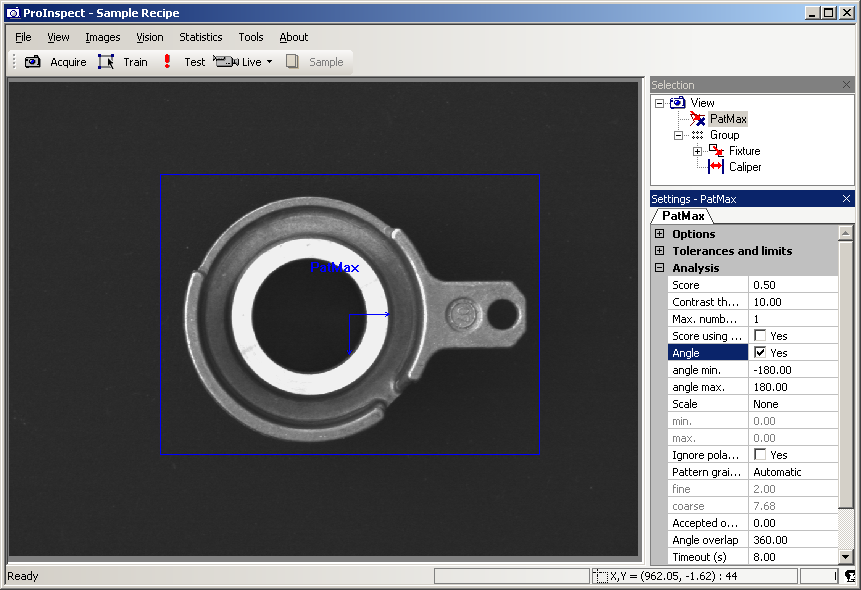 ProInspect - Sample Recipe
File View Images Vision Statistics Tools About
Acquire Train Test Live Sample
Selection
View
PatMax
Group
Fixture
Caliper
PatMax
Settings - PatMax
PatMax
Options
Tolerances and limits
Analysis
Score 0.50
Contrast th... 10.00
Max. numb... 1
Score using ... Yes
Angle Yes
angle min. -180.00
angle max. 180.00
Scale None
min. 0.00
max. 0.00
Ignore pola... Yes
Pattern grai... Automatic
fine 2.00
coarse 7.68
Accepted o... 0.00
Angle overlap 360.00
Timeout (s) 8.00
Ready X,Y = (962.05, -1.62) : 44